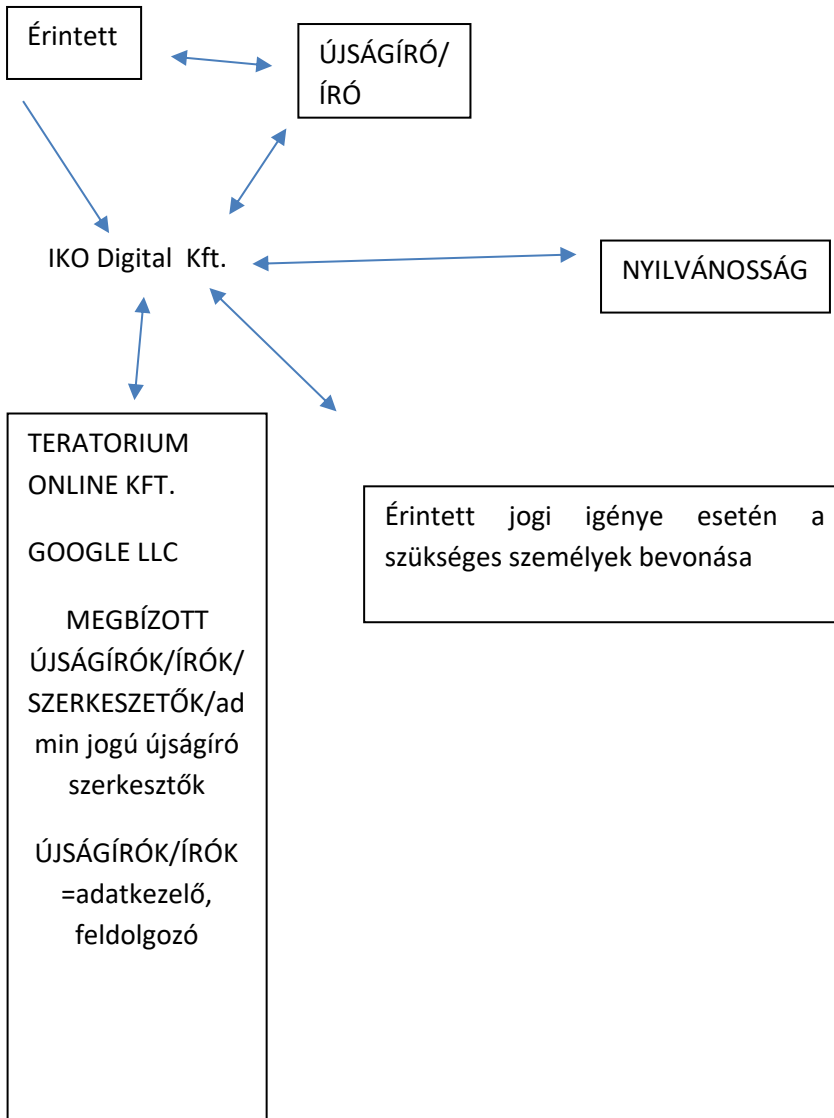 Érintett
ÚJSÁGÍRÓ/
ÍRÓ
IKO Digital Kft.
NYILVÁNOSSÁG
TERATORIUM
ONLINE KFT.
GOOGLE LLC
MEGBÍZOTT
ÚJSÁGÍRÓK/ÍRÓK/
SZERKESZETŐK/ad
min jogú újságíró
szerkesztők
ÚJSÁGÍRÓK/ÍRÓK
=adatkezelő,
feldolgozó
Érintett jogi igénye esetén a
szükséges személyek bevonása